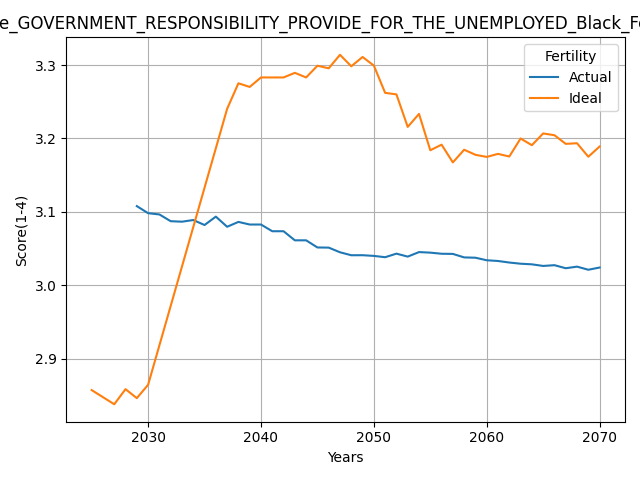 e_GOVERNMENT_RESPONSIBILITY_PROVIDE_FOR_THE_UNEMPLOYED_Black_Fe
Fertility
Actual
Ideal
Score(1-4)
3.3
3.2
3.1
3.0
2.9
2030 2040 2050 2060 2070
Years